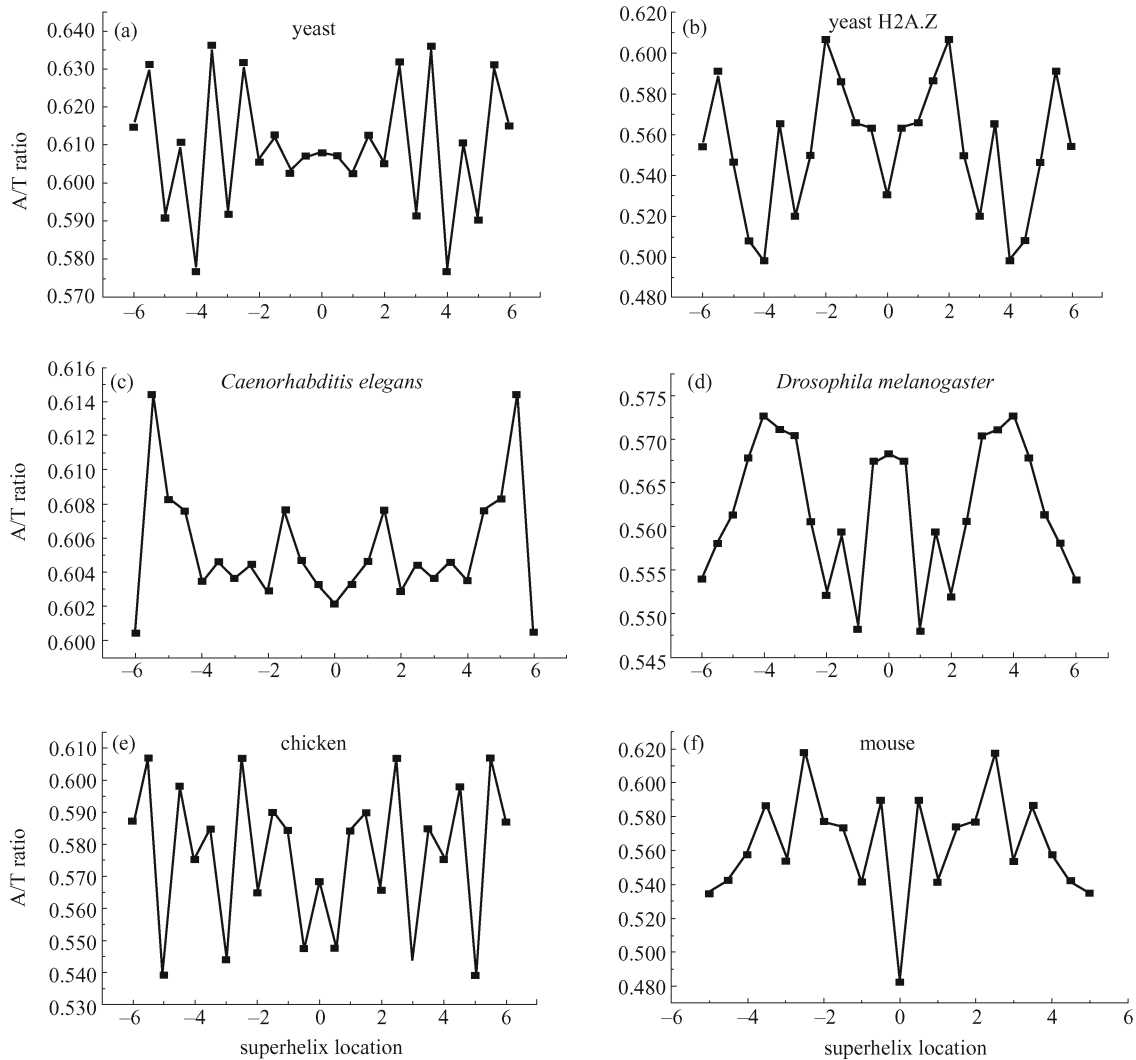 (a) yeast
0.640
0.630
0.620
0.610
0.600
0.590
0.580
0.570
A/T ratio
–6 –4 –2 0 2 4 6
(b) yeast H2A.Z
0.620
0.600
0.580
0.560
0.540
0.520
0.500
0.480
–6 –4 –2 0 2 4 6
(c) Caenorhabditis elegans
0.616
0.614
0.612
0.610
0.608
0.606
0.604
0.602
0.600
A/T ratio
–6 –4 –2 0 2 4 6
(d) Drosophila melanogaster
0.575
0.570
0.565
0.560
0.555
0.550
0.545
–6 –4 –2 0 2 4 6
(e) chicken
0.610
0.600
0.590
0.580
0.570
0.560
0.550
0.540
0.530
A/T ratio
–6 –4 –2 0 2 4 6
superhelix location
(f) mouse
0.620
0.600
0.580
0.560
0.540
0.520
0.500
0.480
–6 –4 –2 0 2 4 6
superhelix location